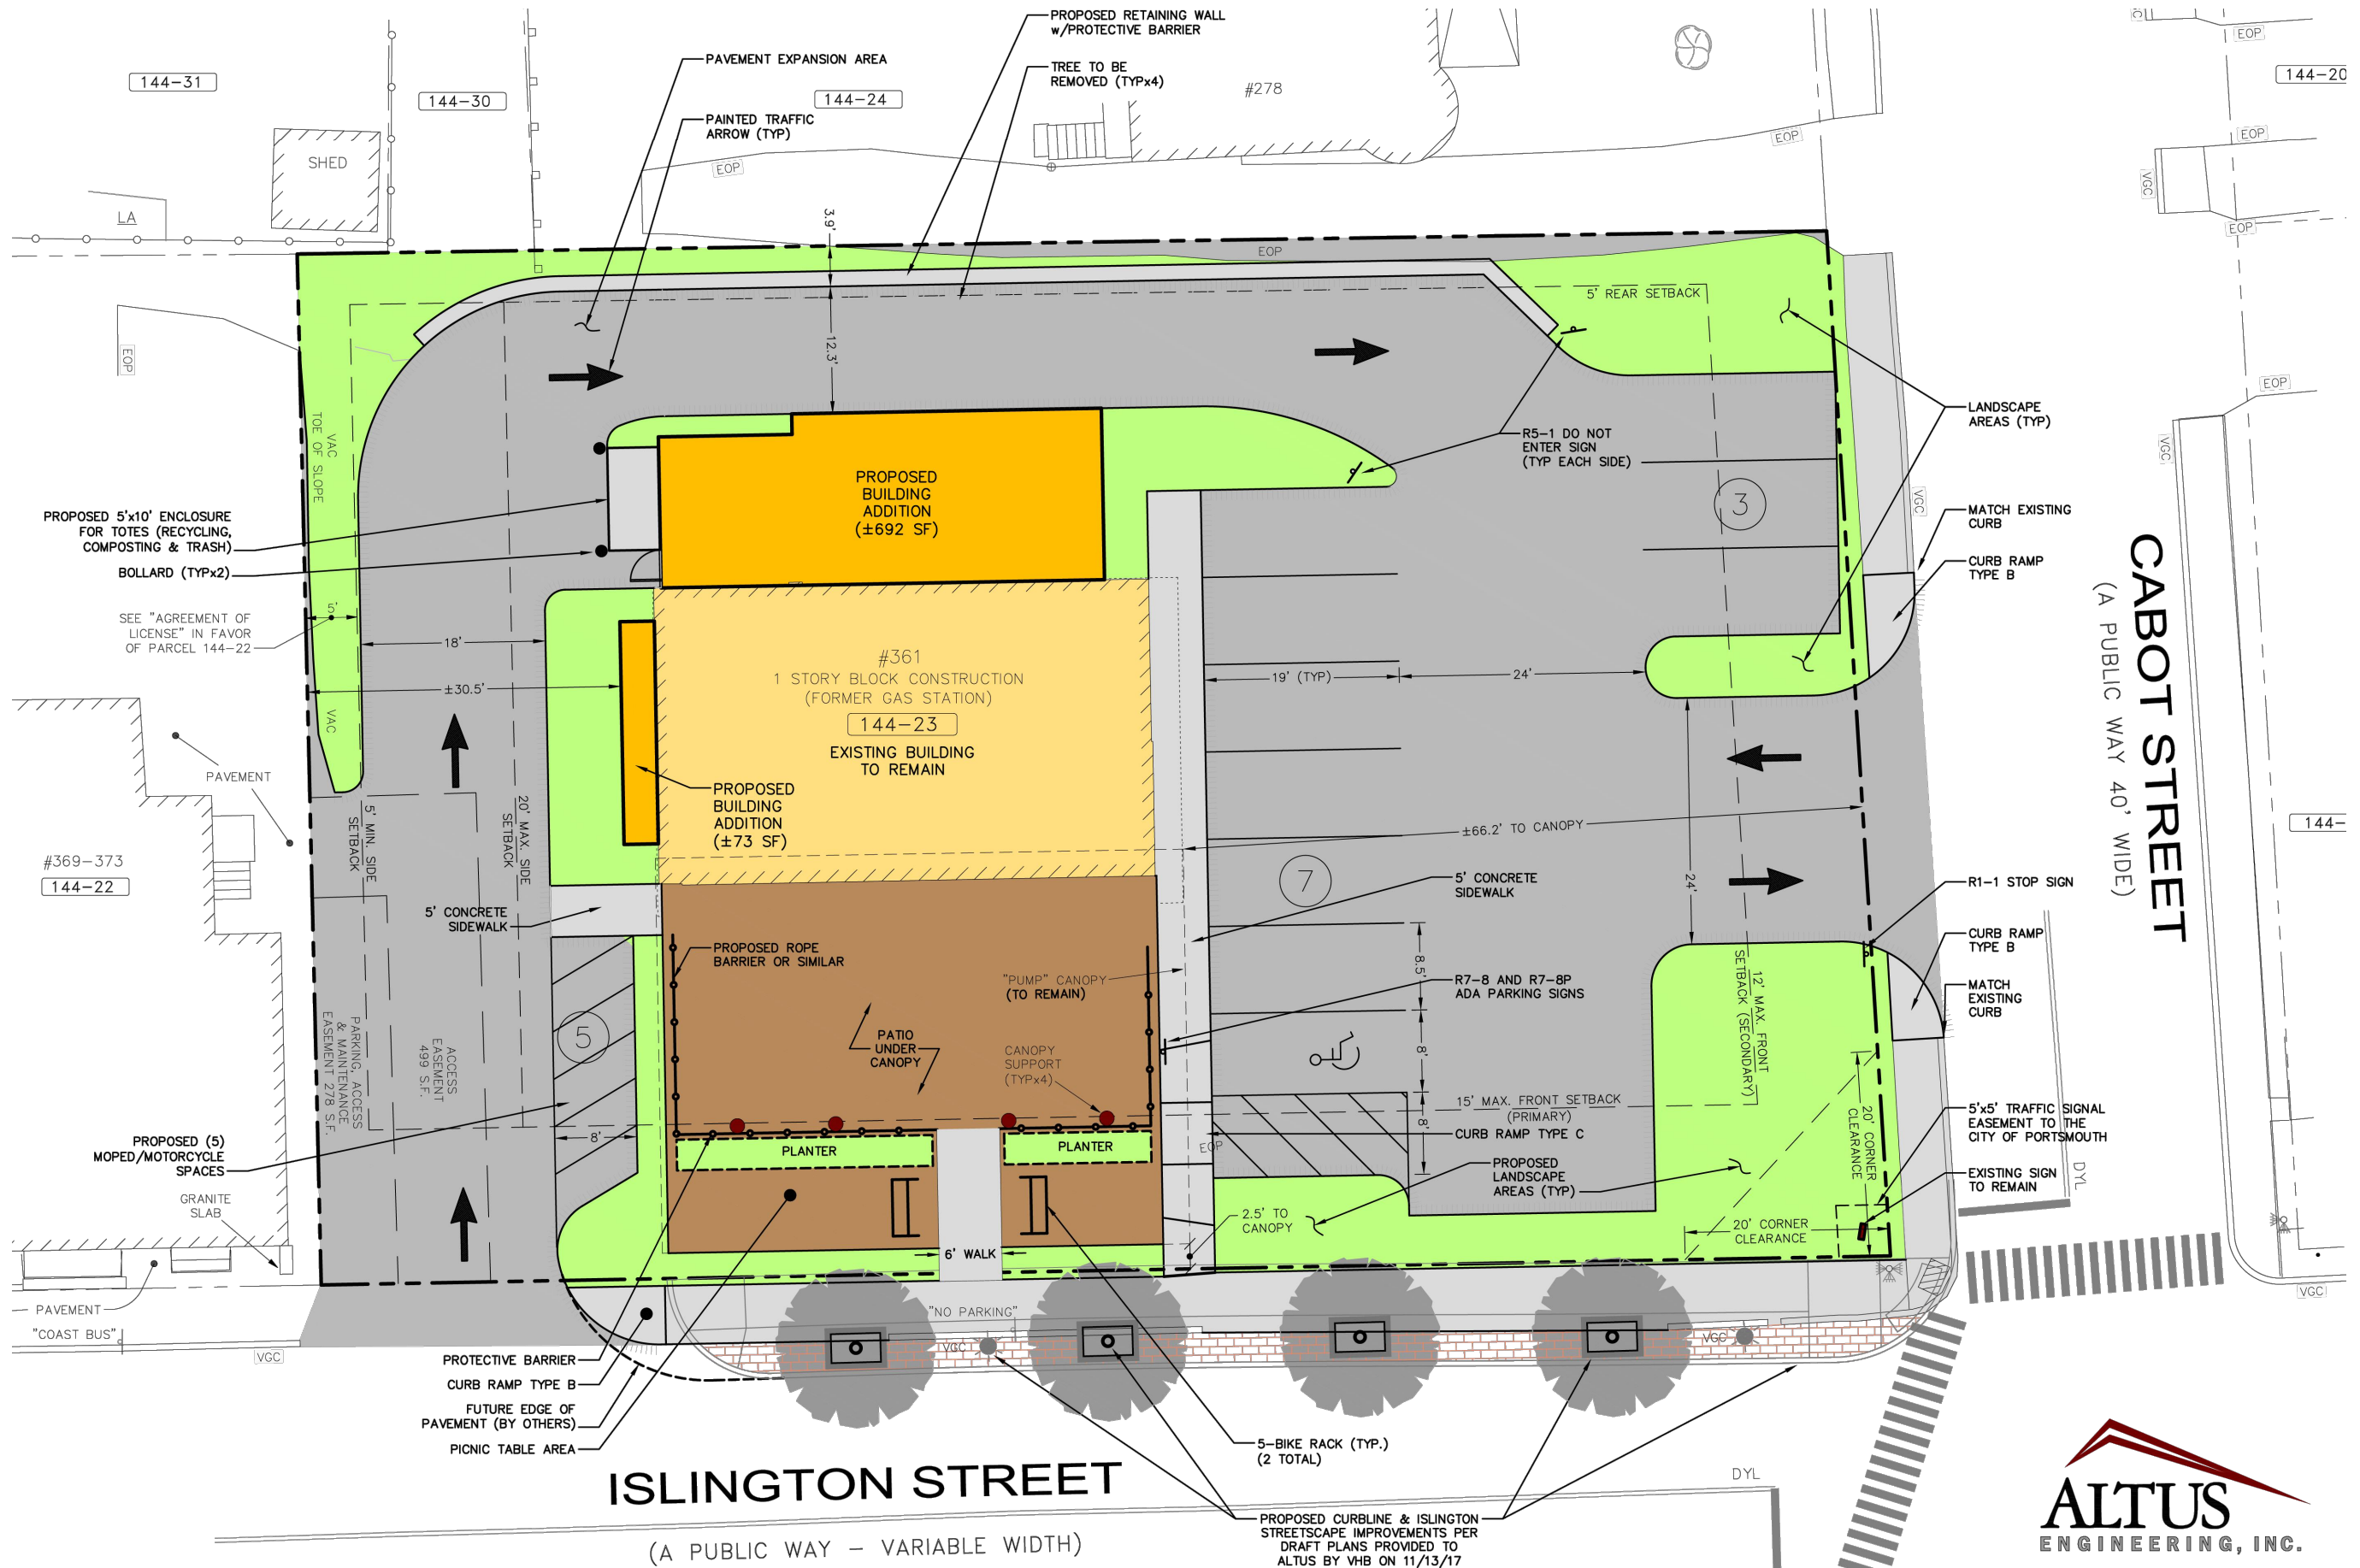 PROPOSED RETAINING WALL
w/PROTECTIVE BARRIER
PAVEMENT EXPANSION AREA
TREE TO BE
REMOVED (TYPx4)
PAINTED TRAFFIC
ARROW (TYP)
144-31
144-30
144-24
#278
144-20
SHED
LA
EOP
EOP
EOP
EOP
EOP
EOP
EOP
EOP
VGC
VGC
VGC
3.9'
12.3'
5' REAR SETBACK
VAC
TOE OF SLOPE
R5-1 DO NOT
ENTER SIGN
(TYP EACH SIDE)
LANDSCAPE
AREAS (TYP)
MATCH EXISTING
CURB
CURB RAMP
TYPE B
PROPOSED
BUILDING
ADDITION
(±692 SF)
3
PROPOSED 5'x10' ENCLOSURE
FOR TOTES (RECYCLING,
COMPOSTING & TRASH)
BOLLARD (TYPx2)
SEE "AGREEMENT OF
LICENSE" IN FAVOR
OF PARCEL 144-22
5'
18'
±30.5'
VAC
#361
1 STORY BLOCK CONSTRUCTION
(FORMER GAS STATION)
144-23
EXISTING BUILDING
TO REMAIN
19' (TYP)
24'
CABOT STREET
(A PUBLIC WAY 40' WIDE)
PAVEMENT
PROPOSED
BUILDING
ADDITION
(±73 SF)
±66.2' TO CANOPY
144-
#369-373
144-22
5' MIN. SIDE
SETBACK
20' MAX. SIDE
SETBACK
7
24'
5' CONCRETE
SIDEWALK
R1-1 STOP SIGN
5' CONCRETE
SIDEWALK
CURB RAMP
TYPE B
PROPOSED ROPE
BARRIER OR SIMILAR
"PUMP" CANOPY
(TO REMAIN)
8.5'
R7-8 AND R7-8P
ADA PARKING SIGNS
12' MAX. FRONT
SETBACK (SECONDARY)
MATCH
EXISTING
CURB
5
PATIO
UNDER
CANOPY
CANOPY
SUPPORT
(TYPx4)
8'
PARKING, ACCESS
& MAINTENANCE
EASEMENT 278 S.F.
ACCESS
EASEMENT
499 S.F.
15' MAX. FRONT SETBACK
(PRIMARY)
8'
CURB RAMP TYPE C
20' CORNER
CLEARANCE
5'x5' TRAFFIC SIGNAL
EASEMENT TO THE
CITY OF PORTSMOUTH
PROPOSED (5)
MOPED/MOTORCYCLE
SPACES
8'
PLANTER
PLANTER
EOP
PROPOSED
LANDSCAPE
AREAS (TYP)
EXISTING SIGN
TO REMAIN
DYL
GRANITE
SLAB
2.5' TO
CANOPY
20' CORNER
CLEARANCE
6' WALK
PAVEMENT
"COAST BUS"
VGC
"NO PARKING"
VGC
VGC
VGC
PROTECTIVE BARRIER
CURB RAMP TYPE B
FUTURE EDGE OF
PAVEMENT (BY OTHERS)
PICNIC TABLE AREA
5-BIKE RACK (TYP.)
(2 TOTAL)
ISLINGTON STREET
(A PUBLIC WAY - VARIABLE WIDTH)
DYL
PROPOSED CURBLINE & ISLINGTON
STREETSCAPE IMPROVEMENTS PER
DRAFT PLANS PROVIDED TO
ALTUS BY VHB ON 11/13/17
ALTUS
ENGINEERING, INC.